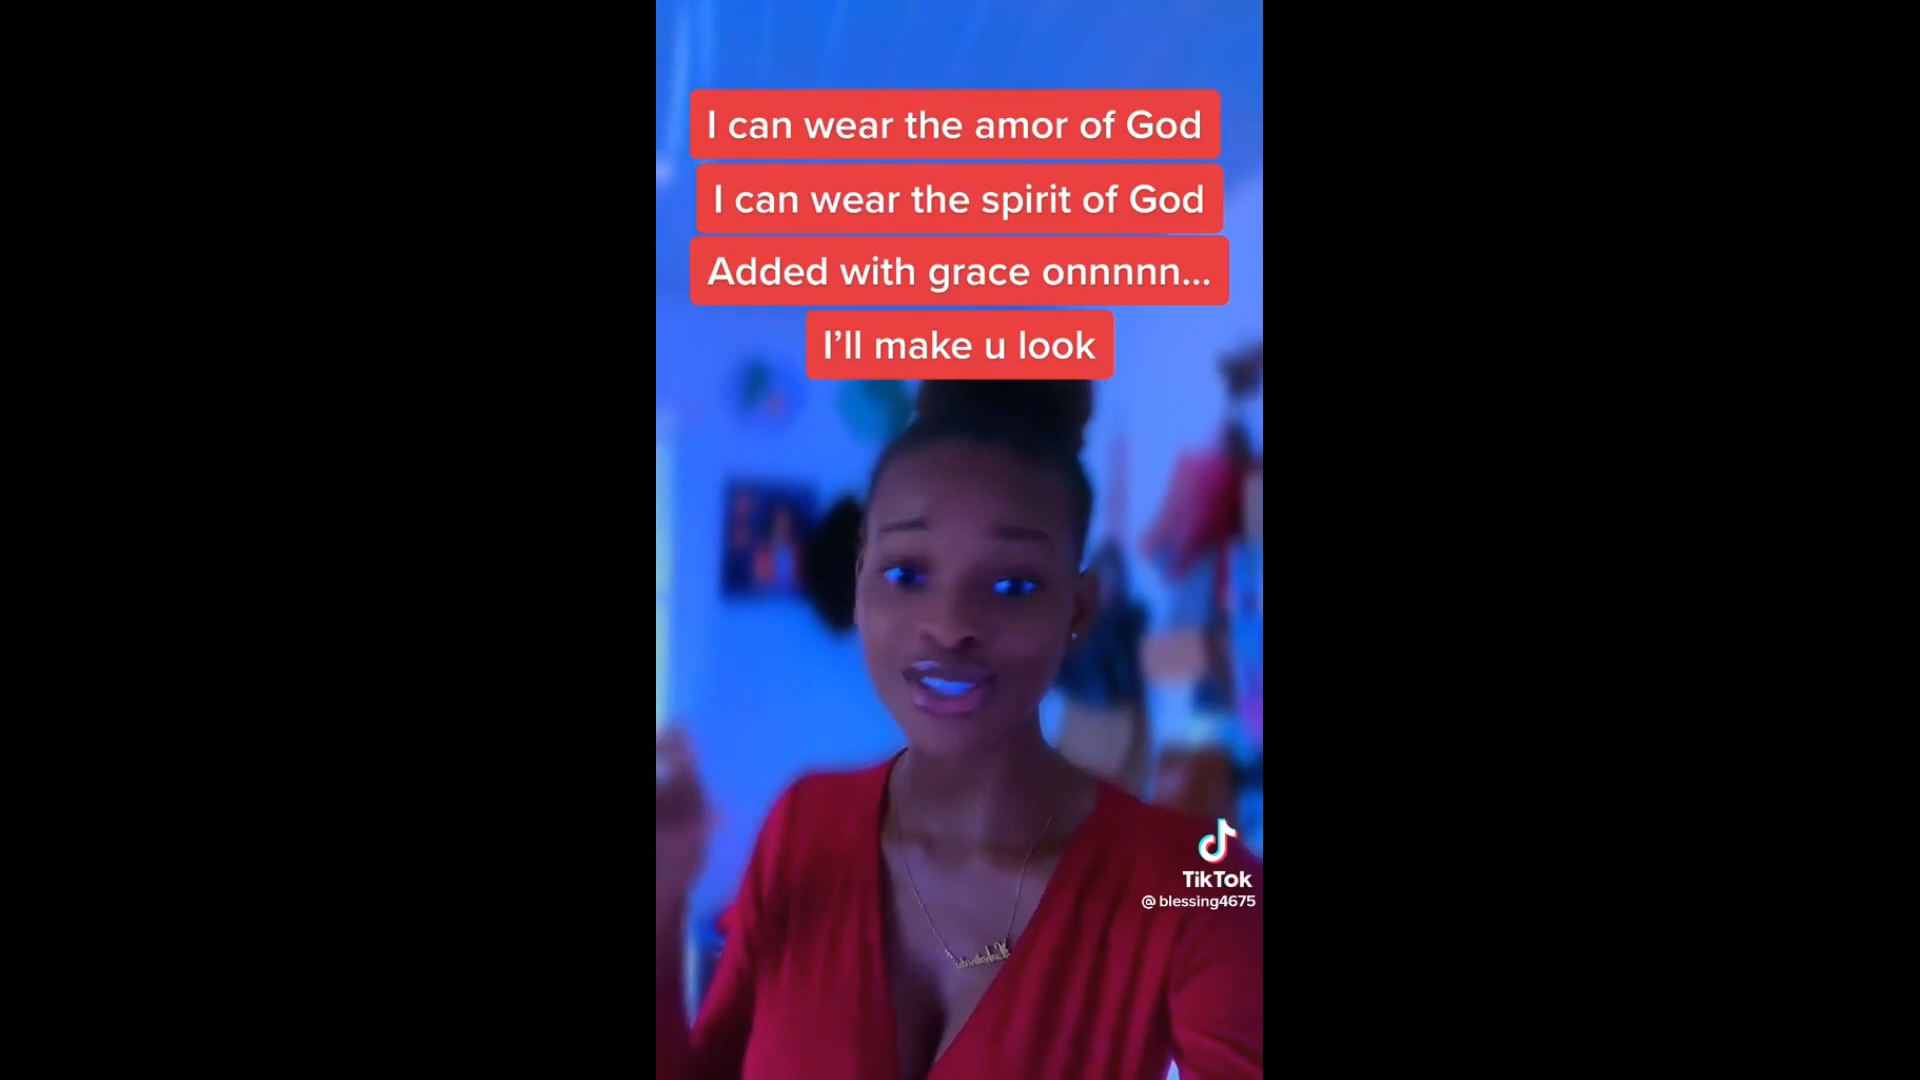 I can wear the amor of God
I can wear the spirit of God
Added with grace onnnnn...
I'll make u look
TikTok
@blessing4675